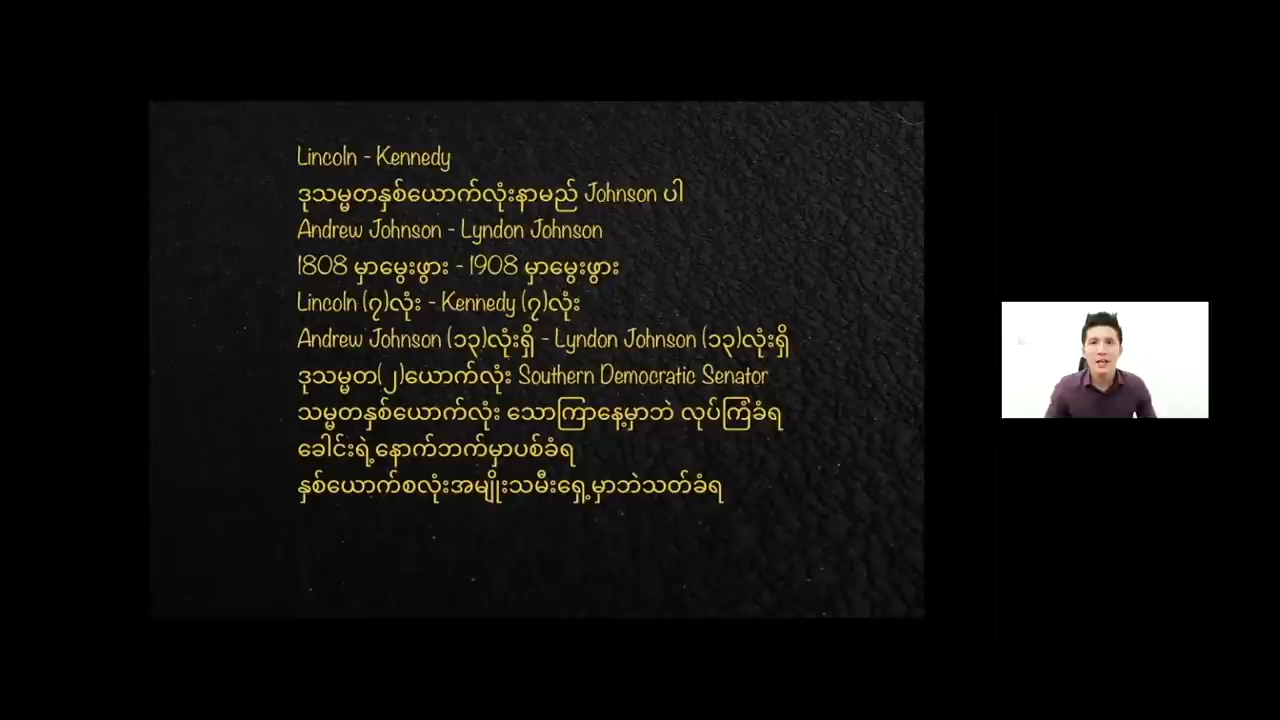 Lincoln - Kennedy
ဒုသမ္မတနှစ်ယောက်လုံးနာမည် Johnson ပါ
Andrew Johnson - Lyndon Johnson
1808 မှာမွေးဖွား - 1908 မှာမွေးဖွား
Lincoln (၇)လုံး - Kennedy (၇)လုံး
Andrew Johnson (၁၃)လုံးရှိ - Lyndon Johnson (၁၃)လုံးရှိ
ဒုသမ္မတ(၂)ယောက်လုံး Southern Democratic Senator
သမ္မတနှစ်ယောက်လုံး သောကြာနေ့မှာဘဲ လုပ်ကြံခံရ
ခေါင်းရဲ့နောက်ဘက်မှာပစ်ခံရ
နှစ်ယောက်စလုံးအမျိုးသမီးရှေ့မှာဘဲသတ်ခံရ